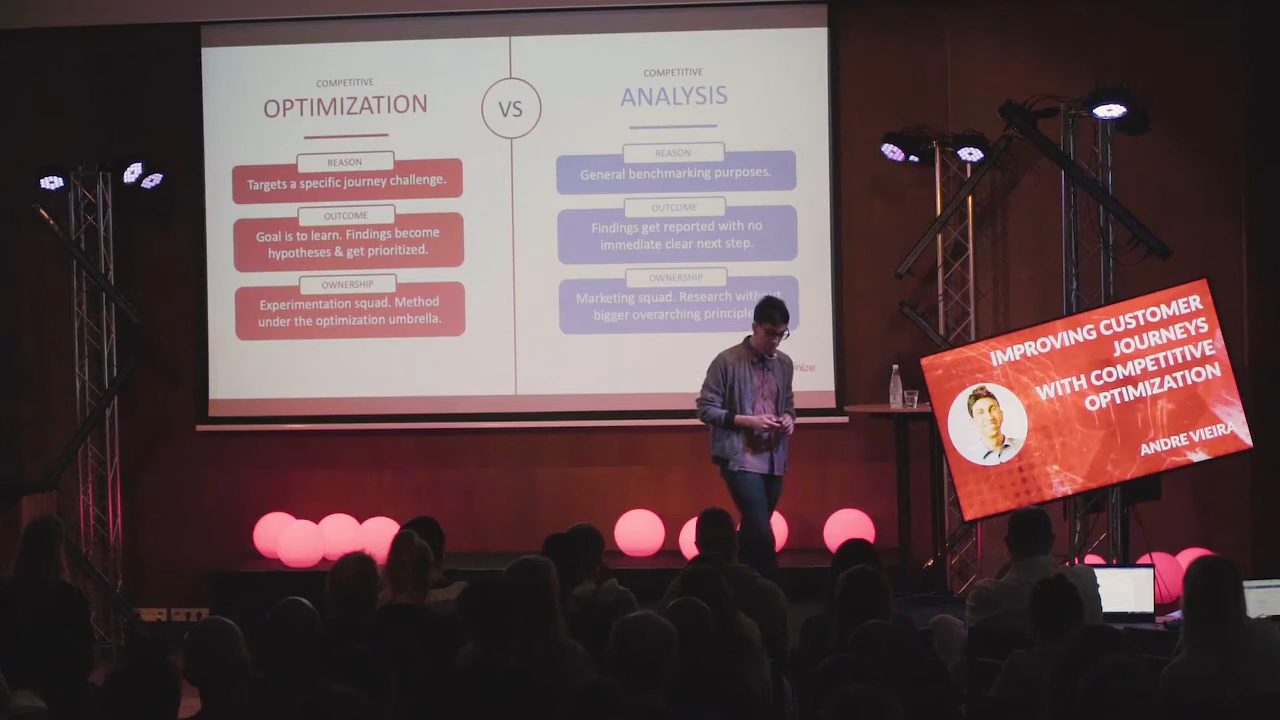 COMPETITIVE
OPTIMIZATION
VS
COMPETITIVE
ANALYSIS
REASON
Targets a specific journey challenge.
OUTCOME
Goal is to learn. Findings become
hypotheses & get prioritized.
OWNERSHIP
Experimentation squad. Method
under the optimization umbrella.
REASON
General benchmarking purposes.
OUTCOME
Findings get reported with no
immediate clear next step.
OWNERSHIP
Marketing squad. Research without
bigger overarching principle
IMPROVING CUSTOMER
JOURNEYS
WITH COMPETITIVE
OPTIMIZATION
ANDRE VIEIRA